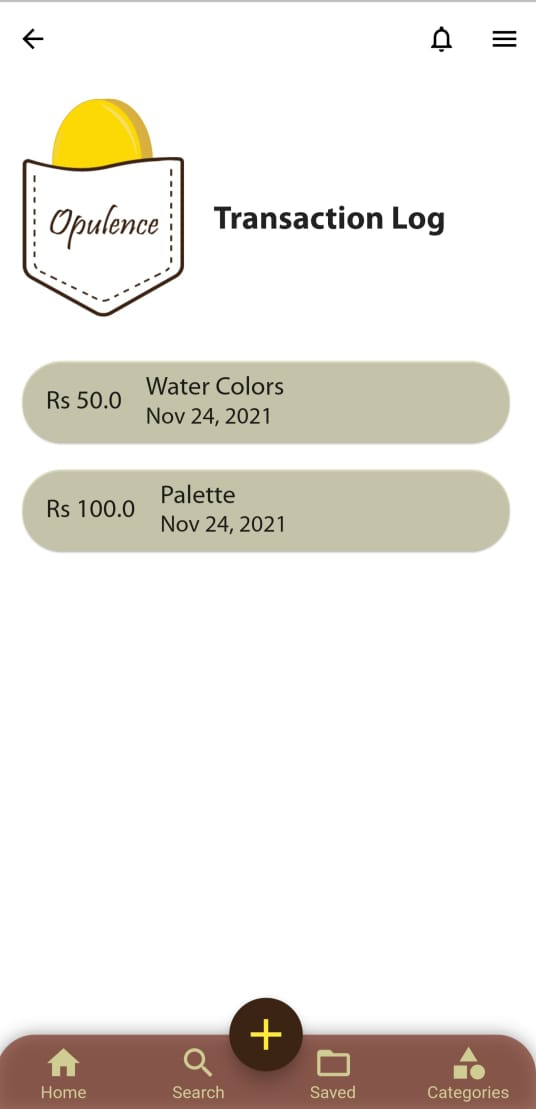 Opulence
Transaction Log
Rs 50.0
Water Colors
Nov 24, 2021
Rs 100.0
Palette
Nov 24, 2021
Home
Search
Saved
Categories